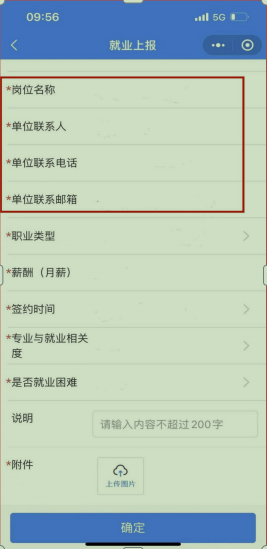 09:56
5G
就业上报
*岗位名称
*单位联系人
*单位联系电话
*单位联系邮箱
*职业类型
*薪酬（月薪）
*签约时间
*专业与就业相关
度
*是否就业困难
说明
请输入内容不超过200字
*附件
上传图片
确定